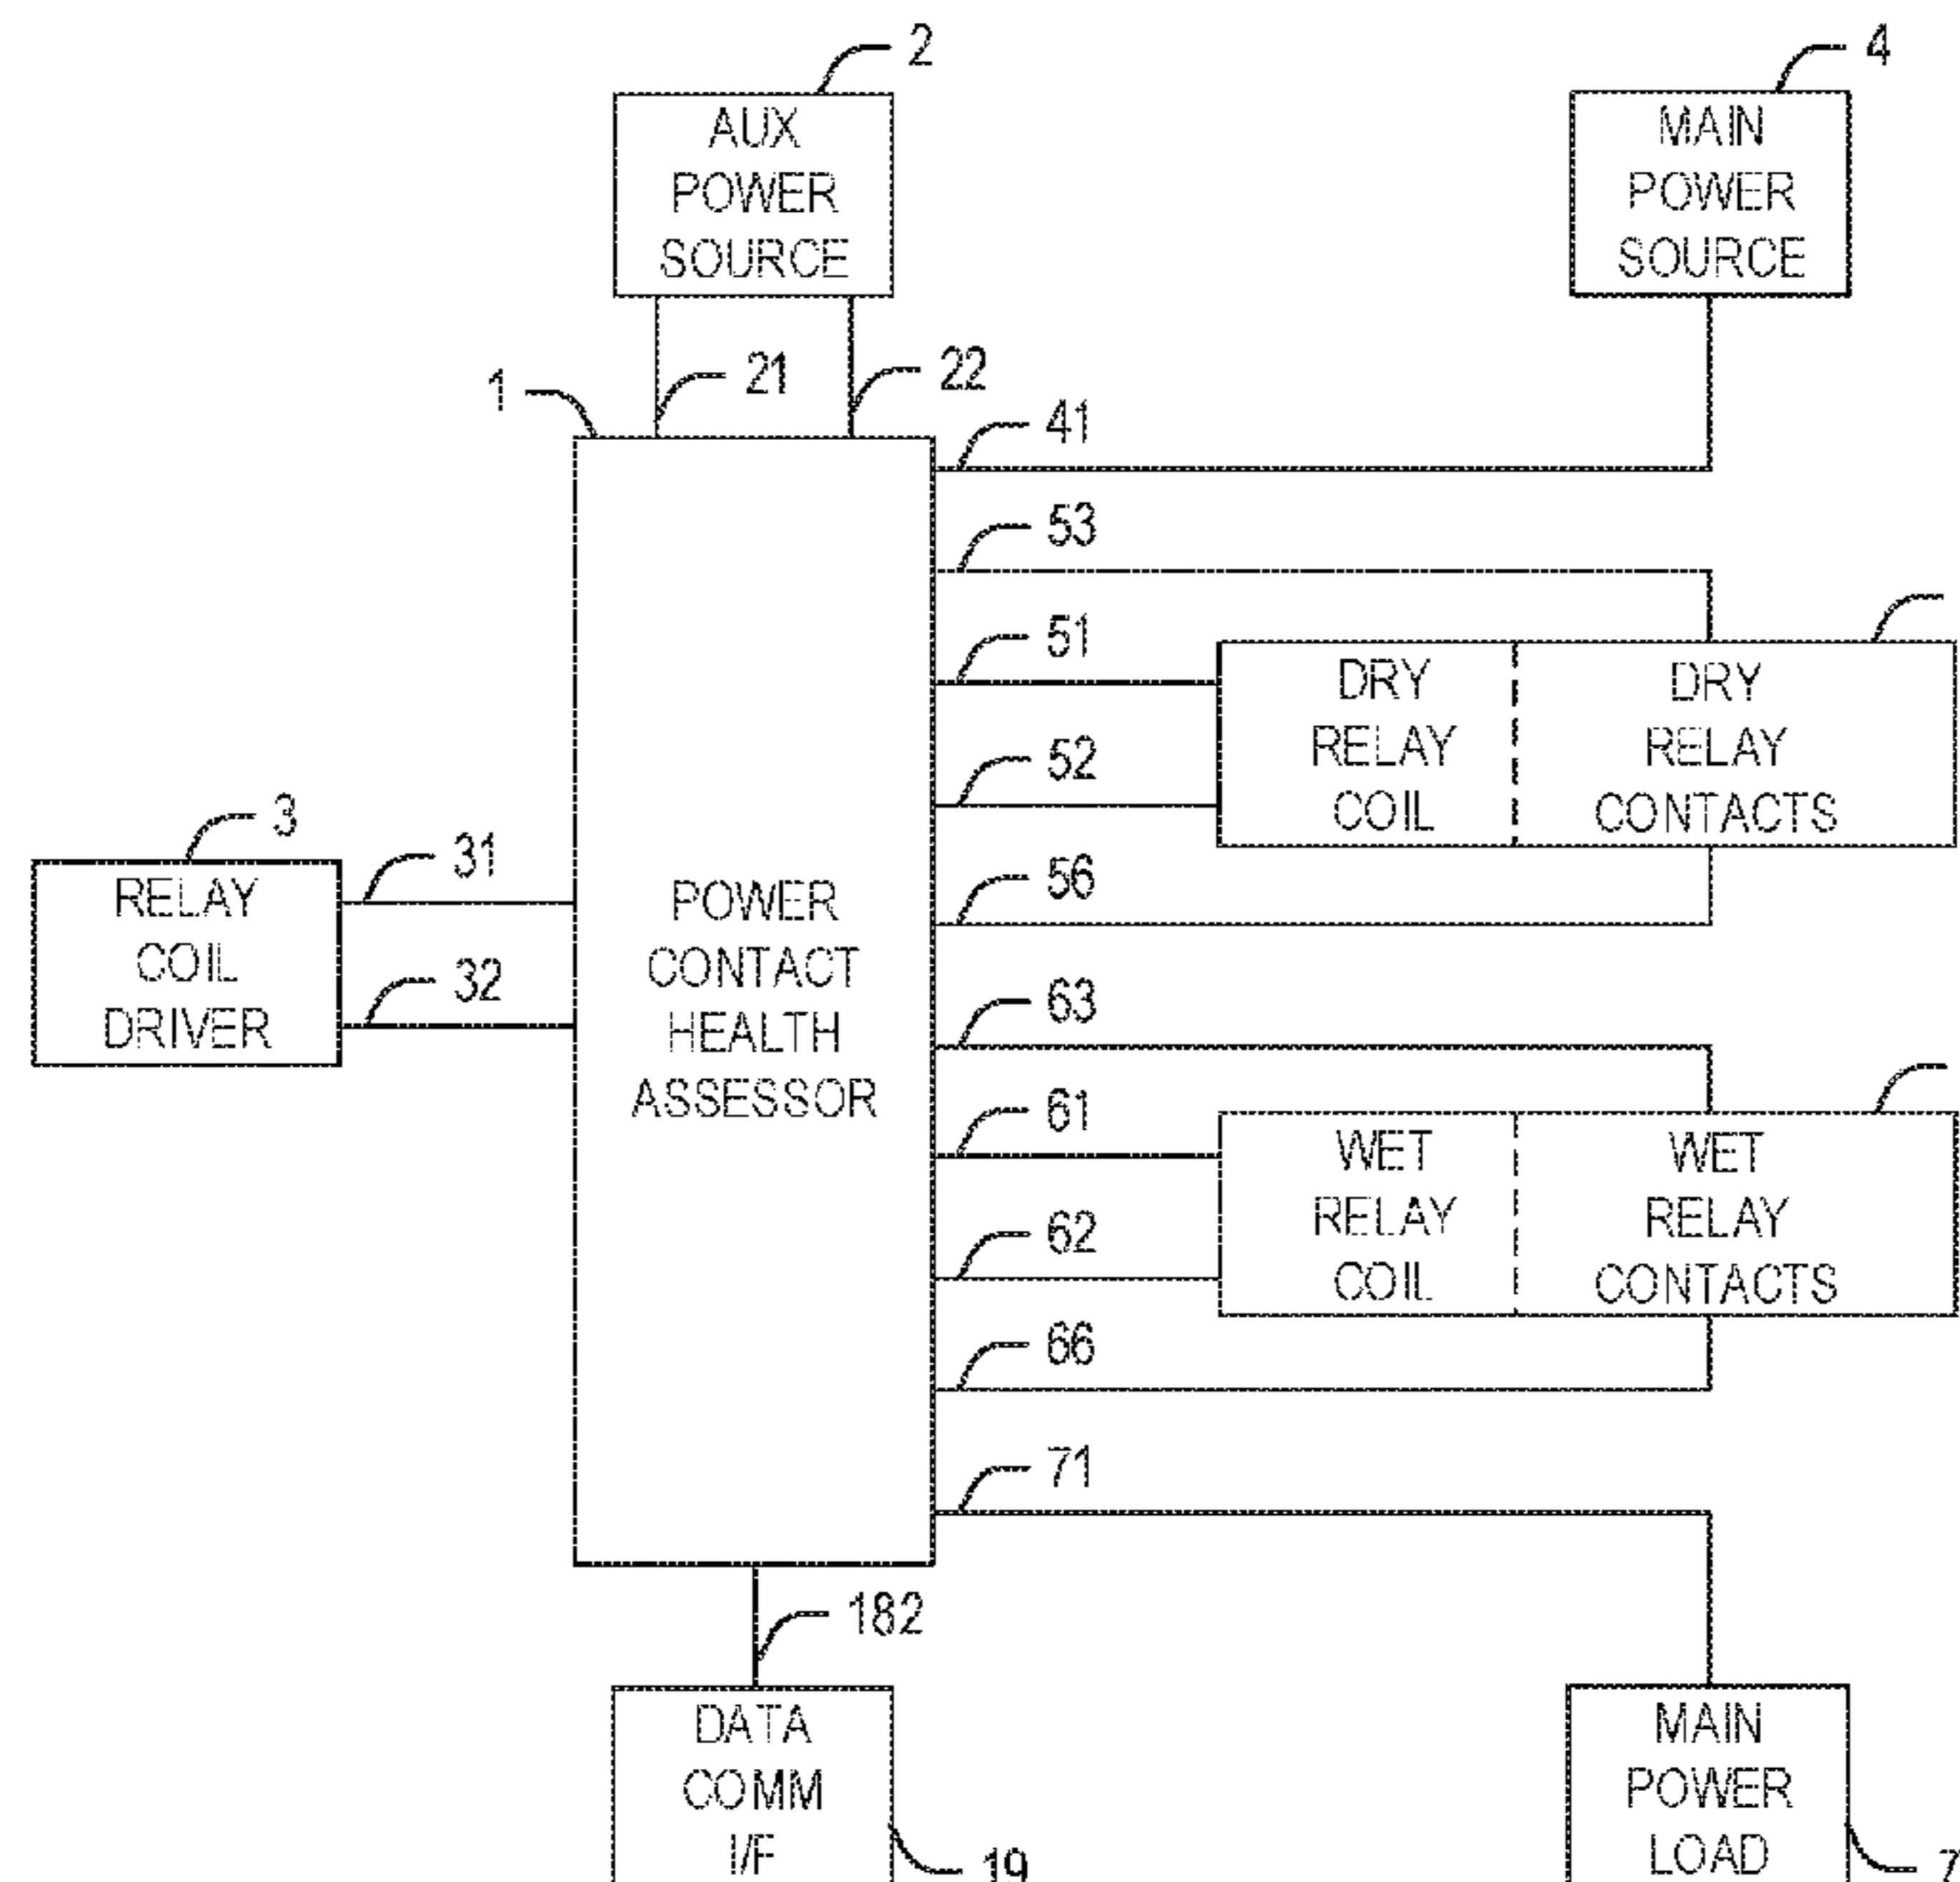 2
4
AUX
POWER
SOURCE
MAIN
POWER
SOURCE
1
21
22
41
53
51
DRY
RELAY
COIL
DRY
RELAY
CONTACTS
52
56
3
RELAY
COIL
DRIVER
31
32
POWER
CONTACT
HEALTH
ASSESSOR
63
61
WET
RELAY
COIL
WET
RELAY
CONTACTS
62
66
71
182
DATA
COMM
I/F
19
MAIN
POWER
LOAD
7